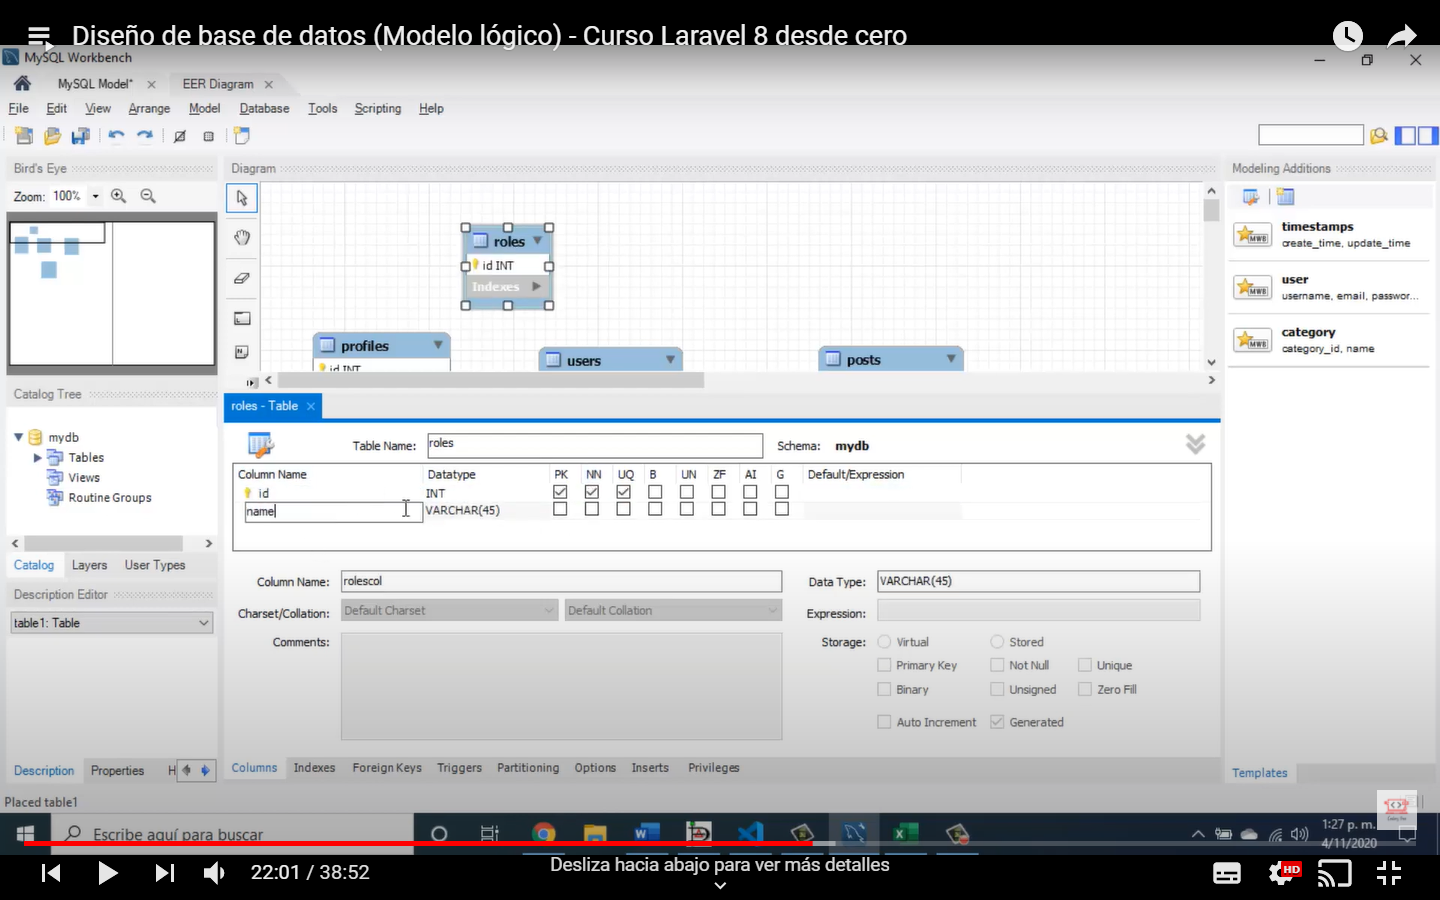 Diseño de base de datos (Modelo lógico) - Curso Laravel 8 desde cero
MySQL Workbench
MySQL Model* EER Diagram
File Edit View Arrange Model Database Tools Scripting Help
Bird's Eye
Zoom: 100%
Diagram
Modeling Additions
timestamps
create_time, update_time
user
username, email, passwor...
category
category_id, name
roles
id INT
Indexes
profiles
id INT
users
posts
Catalog Tree
mydb
Tables
Views
Routine Groups
Catalog Layers User Types
Description Editor
table1: Table
Description Properties H
roles - Table
Table Name: roles Schema: mydb
Column Name Datatype PK NN UQ B UN ZF AI G Default/Expression
id INT
name VARCHAR(45)
Column Name: rolescol Data Type: VARCHAR(45)
Charset/Collation: Default Charset Default Collation Expression:
Comments: Storage: Virtual Stored
Primary Key Not Null Unique
Binary Unsigned Zero Fill
Auto Increment Generated
Columns Indexes Foreign Keys Triggers Partitioning Options Inserts Privileges
Templates
Placed table1
Escribe aquí para buscar
1:27 p. m.
4/11/2020
22:01 / 38:52
Desliza hacia abajo para ver más detalles
HD